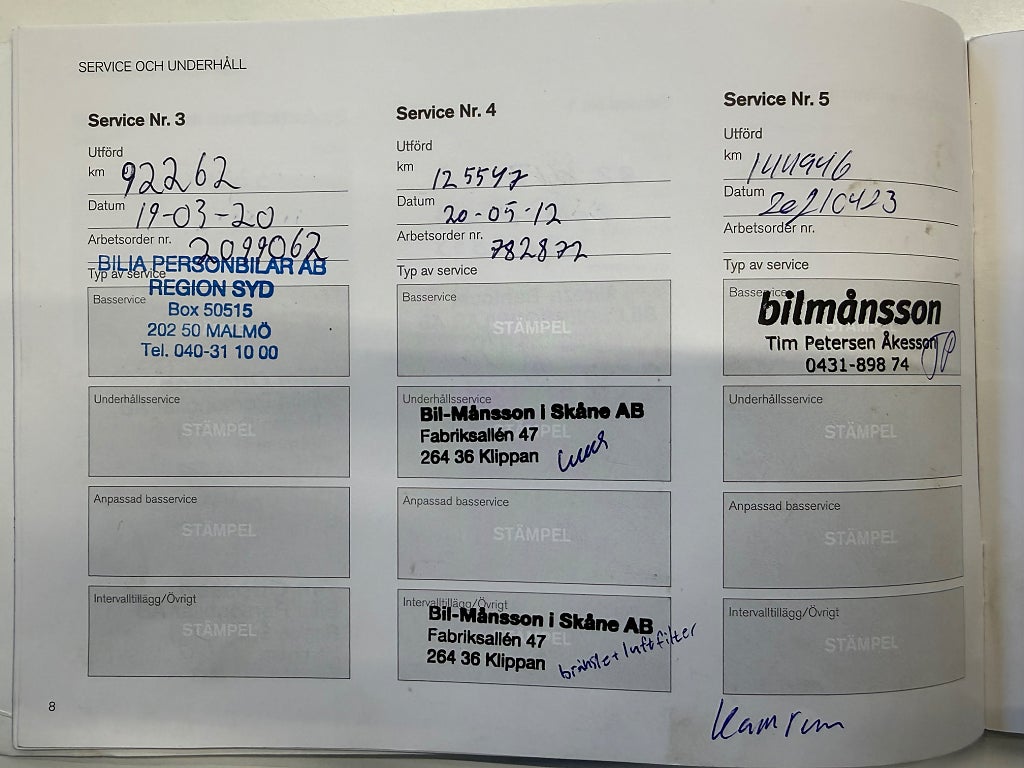 SERVICE OCH UNDERHÅLL
Service Nr. 3
Utförd
km 92262
Datum 19-03-20
Arbetsorder nr. 2099062
Typ av service
BILIA PERSONBILAR AB
REGION SYD
Box 50515
202 50 MALMÖ
Tel. 040-31 10 00
Basservice
Underhållsservice
STÄMPEL
Anpassad basservice
STÄMPEL
Intervalltillägg/Övrigt
STÄMPEL
Service Nr. 4
Utförd
km 125547
Datum 20-05-12
Arbetsorder nr. 782872
Typ av service
Basservice
STÄMPEL
Underhållsservice
Bil-Månsson i Skåne AB
Fabriksallén 47
264 36 Klippan
Anpassad basservice
STÄMPEL
Intervalltillägg/Övrigt
Bil-Månsson i Skåne AB
Fabriksallén 47
264 36 Klippan
bränsle+luftfilter
Service Nr. 5
Utförd
km 144946
Datum
Arbetsorder nr.
Typ av service
Basservice
bilmånsson
Tim Petersen Åkesson
0431-898 74
Underhållsservice
STÄMPEL
Anpassad basservice
STÄMPEL
Intervalltillägg/Övrigt
STÄMPEL
Kamrem
8